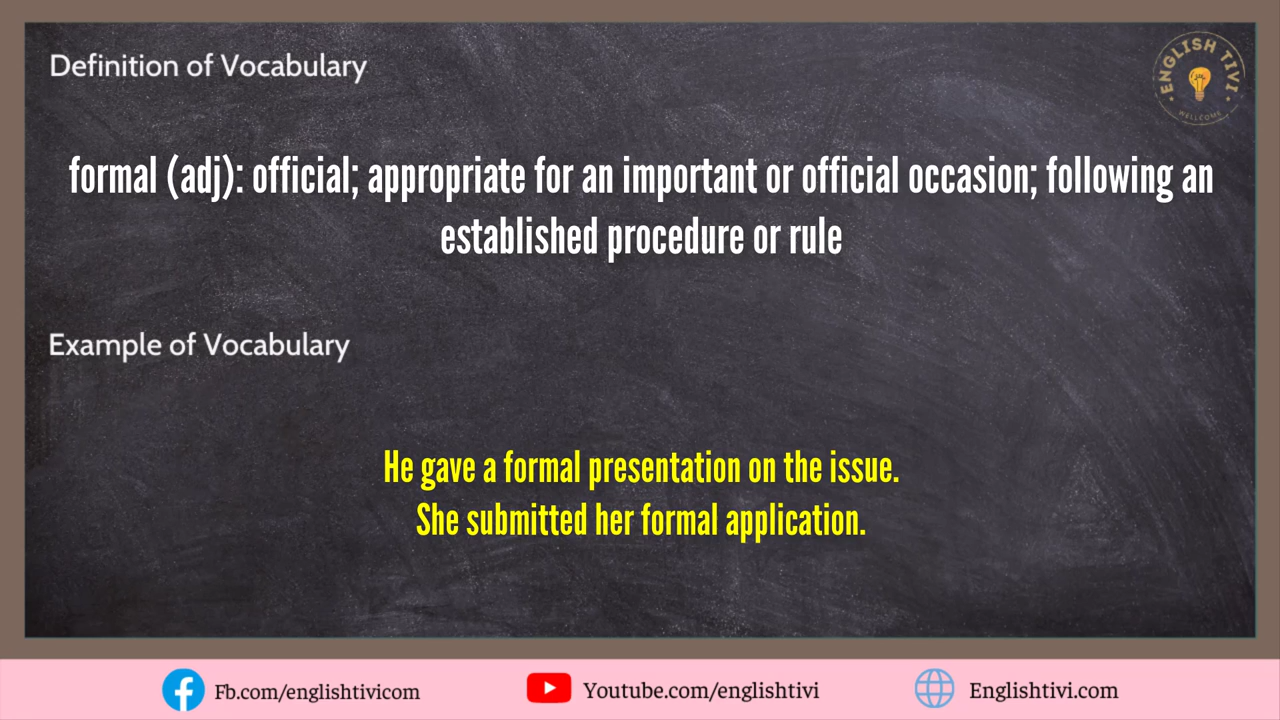 Definition of Vocabulary
ENGLISH TIVI
WELLCOME
formal (adj): official; appropriate for an important or official occasion; following an
established procedure or rule
Example of Vocabulary
He gave a formal presentation on the issue.
She submitted her formal application.
Fb.com/englishtivicom
Youtube.com/englishtivi
Englishtivi.com